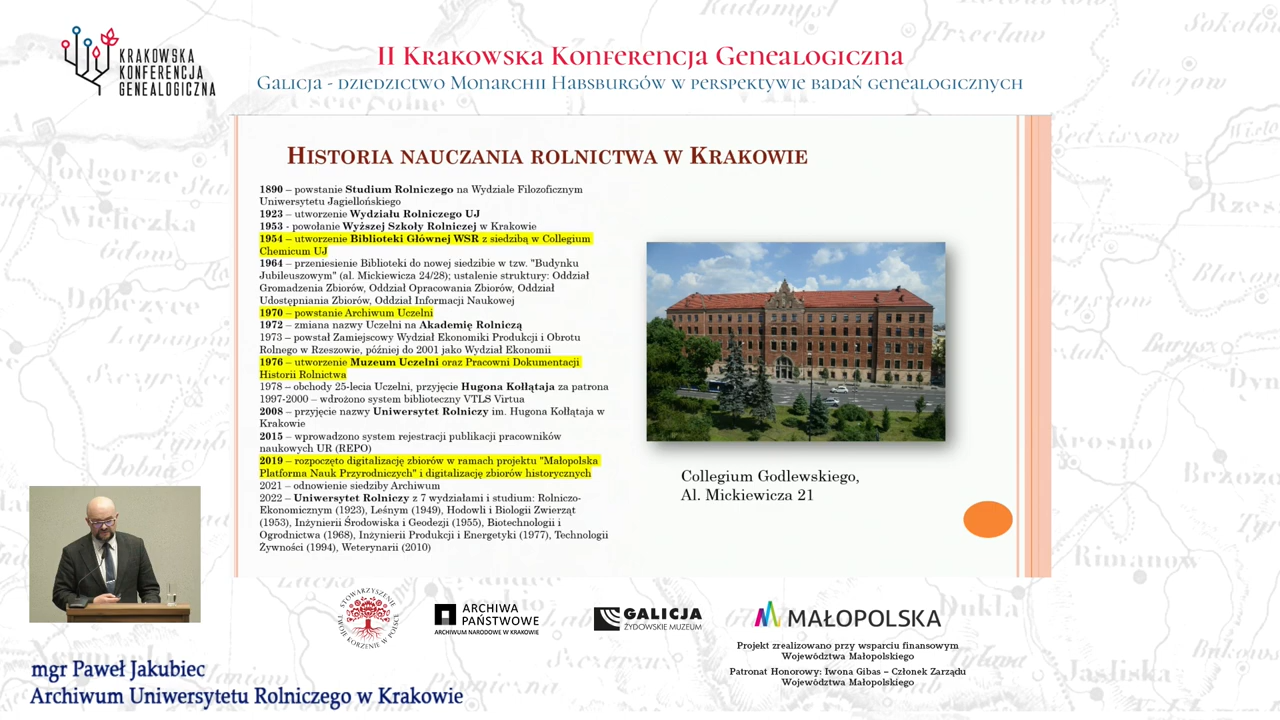 KRAKOWSKA
KONFERENCJA
GENEALOGICZNA
II Krakowska Konferencja Genealogiczna
Galicja - dziedzictwo Monarchii Habsburgów w perspektywie badań genealogicznych
Historia nauczania rolnictwa w Krakowie
1890 – powstanie Studium Rolniczego na Wydziale Filozoficznym
Uniwersytetu Jagiellońskiego
1923 – utworzenie Wydziału Rolniczego UJ
1953 - powołanie Wyższej Szkoły Rolniczej w Krakowie
1954 – utworzenie Biblioteki Głównej WSR z siedzibą w Collegium
Chemicum UJ
1964 – przeniesienie Biblioteki do nowej siedzibie w tzw. "Budynku
Jubileuszowym" (al. Mickiewicza 24/28); ustalenie struktury: Oddział
Gromadzenia Zbiorów, Oddział Opracowania Zbiorów, Oddział
Udostępniania Zbiorów, Oddział Informacji Naukowej
1970 – powstanie Archiwum Uczelni
1972 – zmiana nazwy Uczelni na Akademię Rolniczą
1973 – powstał Zamiejscowy Wydział Ekonomiki Produkcji i Obrotu
Rolnego w Rzeszowie, później do 2001 jako Wydział Ekonomii
1976 – utworzenie Muzeum Uczelni oraz Pracowni Dokumentacji
Historii Rolnictwa
1978 – obchody 25-lecia Uczelni, przyjęcie Hugona Kołłątaja za patrona
1997-2000 – wdrożono system biblioteczny VTLS Virtua
2008 – przyjęcie nazwy Uniwersytet Rolniczy im. Hugona Kołłątaja w
Krakowie
2015 – wprowadzono system rejestracji publikacji pracowników
naukowych UR (REPO)
2019 – rozpoczęto digitalizację zbiorów w ramach projektu "Małopolska
Platforma Nauk Przyrodniczych" i digitalizację zbiorów historycznych
2021 – odnowienie siedziby Archiwum
2022 – Uniwersytet Rolniczy z 7 wydziałami i studium: Rolniczo-
Ekonomicznym (1923), Leśnym (1949), Hodowli i Biologii Zwierząt
(1953), Inżynierii Środowiska i Geodezji (1955), Biotechnologii i
Ogrodnictwa (1968), Inżynierii Produkcji i Energetyki (1977), Technologii
Żywności (1994), Weterynarii (2010)
Collegium Godlewskiego,
Al. Mickiewicza 21
STOWARZYSZENIE
TWOJE KORZENIE W POLSCE
ARCHIWA
PAŃSTWOWE
ARCHIWUM NARODOWE W KRAKOWIE
GALICJA
ŻYDOWSKIE MUZEUM
MAŁOPOLSKA
Projekt zrealizowano przy wsparciu finansowym
Województwa Małopolskiego
Patronat Honorowy: Iwona Gibas – Członek Zarządu
Województwa Małopolskiego
mgr Paweł Jakubiec
Archiwum Uniwersytetu Rolniczego w Krakowie